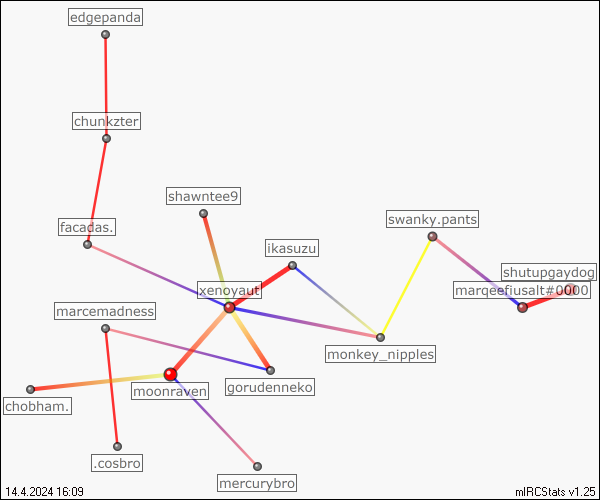 edgepanda
chunkzter
shawntee9
facadas.
swanky.pants
ikasuzu
shutupgaydog
xenoyaut
marqeefiusalt#0000
marcemadness
monkey_nipples
gorudenneko
moonraven
chobham.
.cosbro
mercurybro
14.4.2024 16:09
mIRCStats v1.25